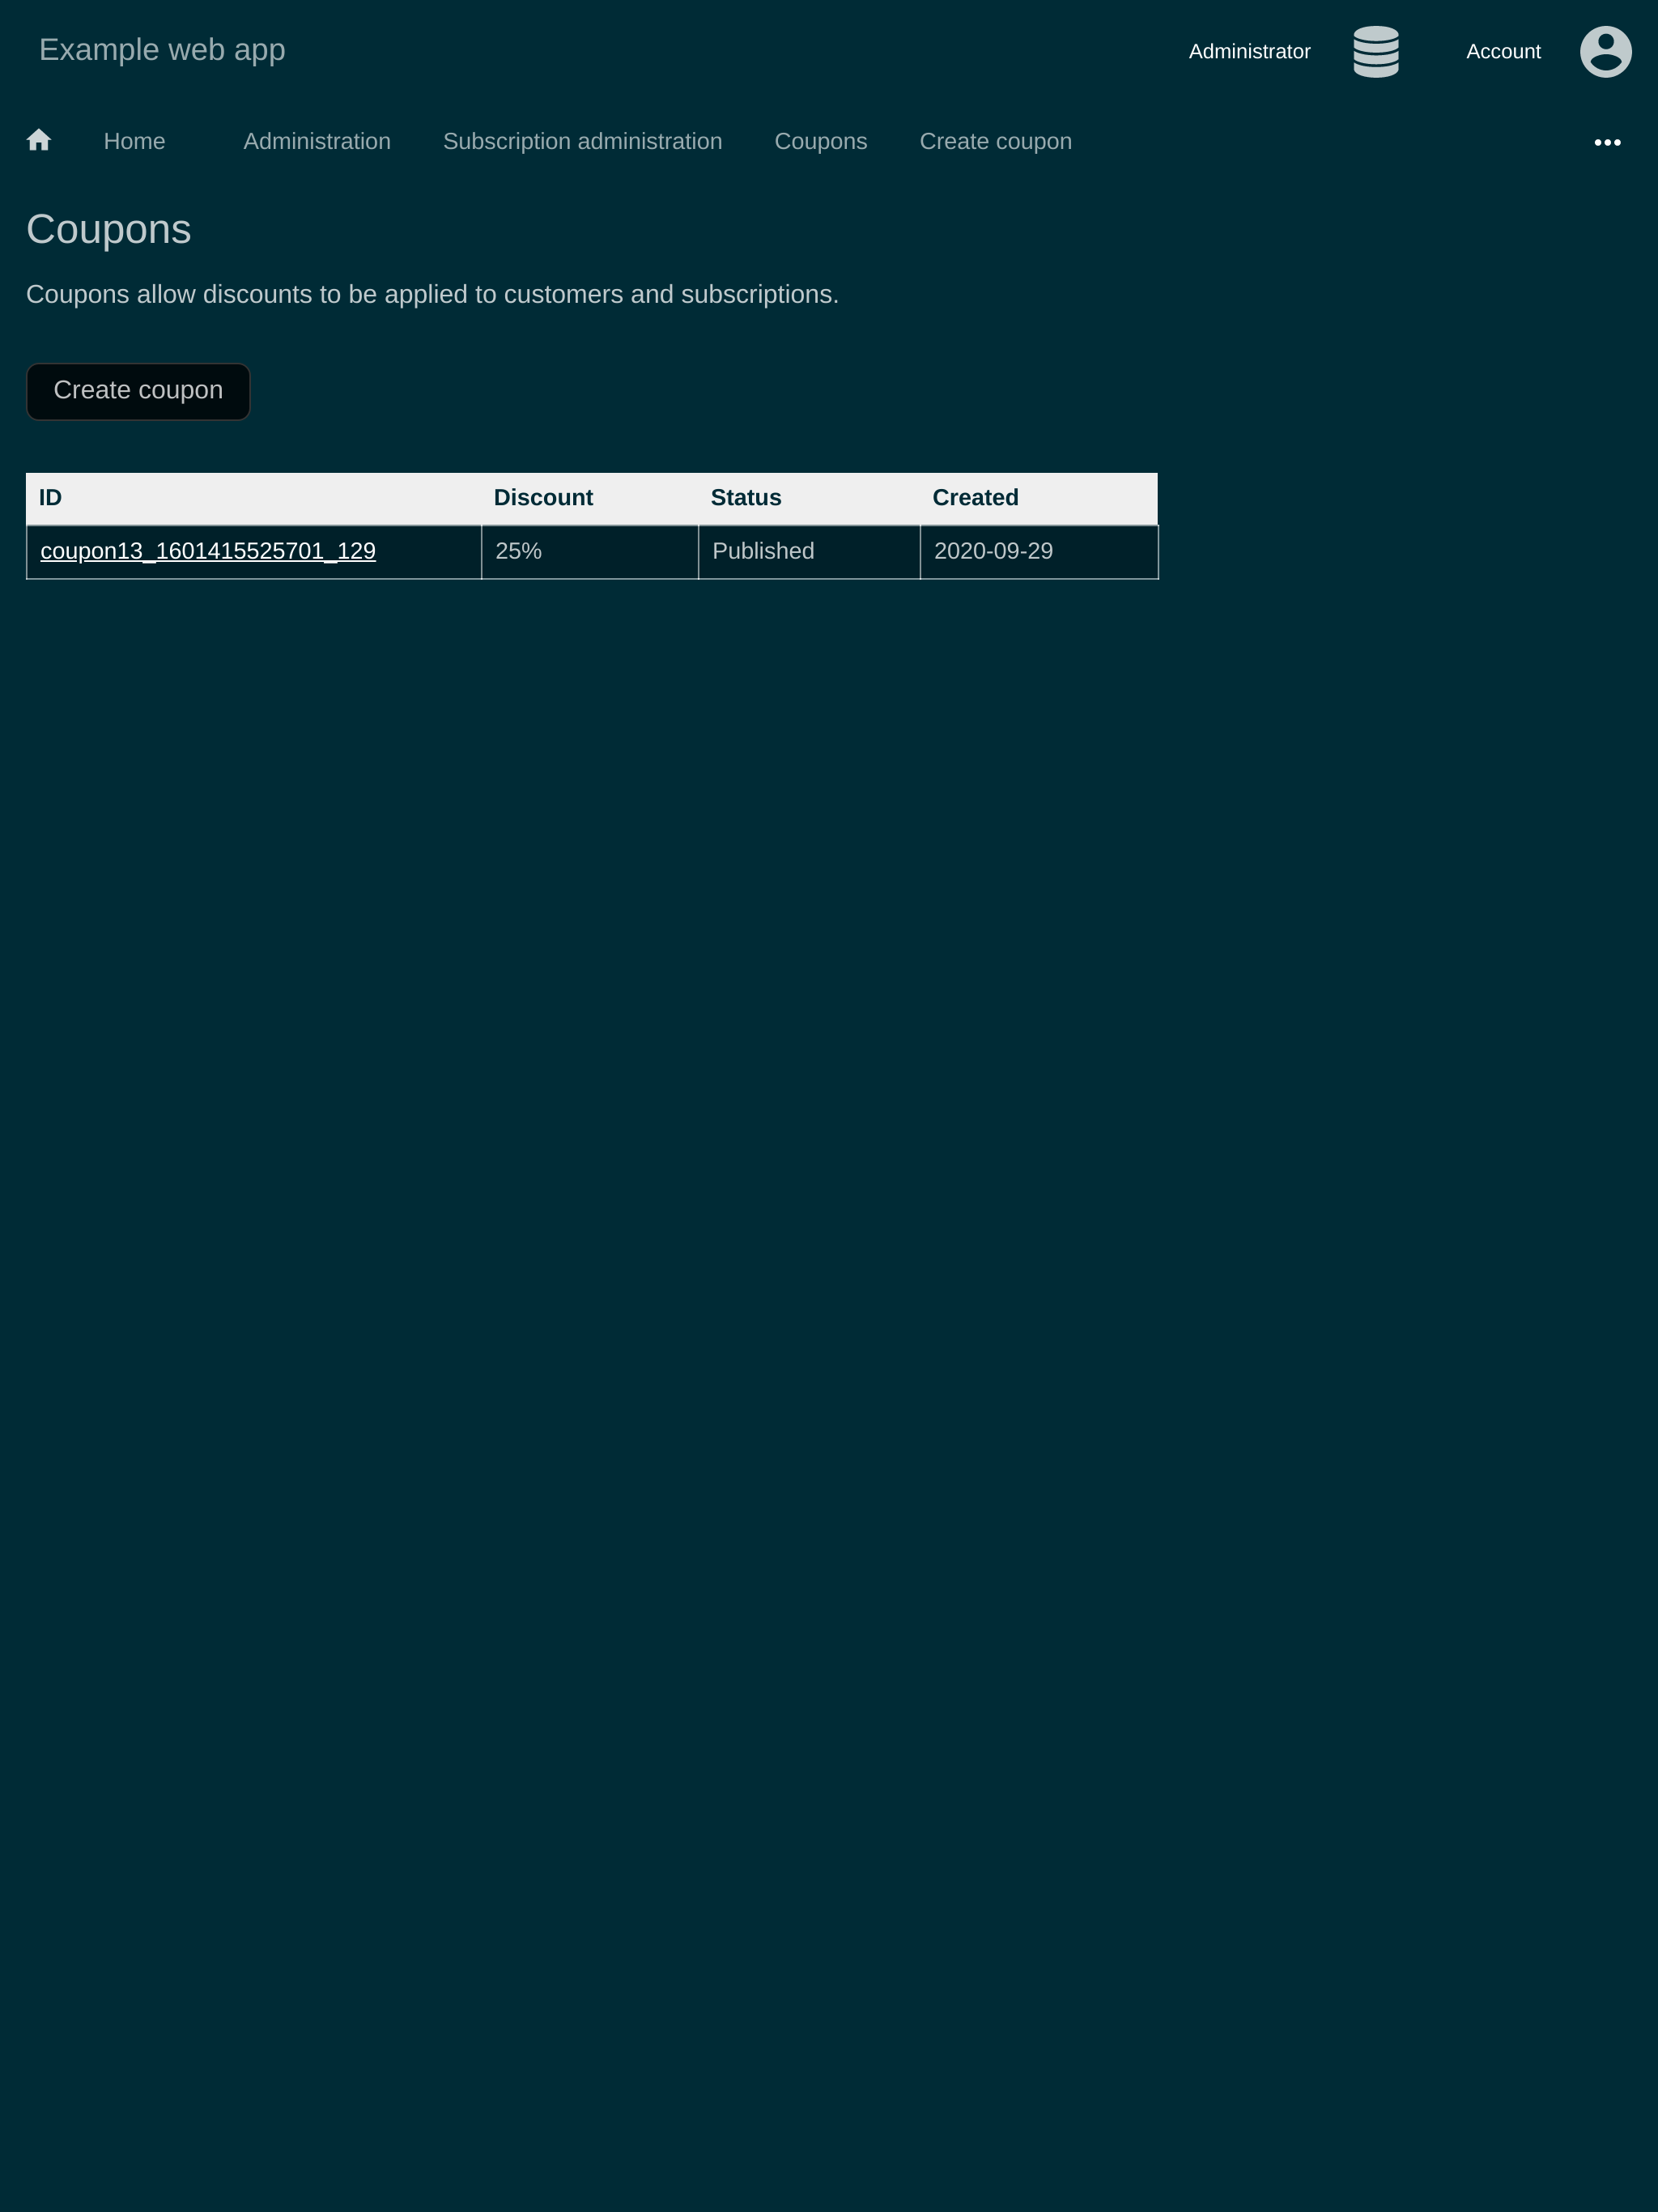 Example web app Administrator Account
Home Administration Subscription administration Coupons Create coupon
Coupons
Coupons allow discounts to be applied to customers and subscriptions.
Create coupon
ID Discount Status Created
coupon13_1601415525701_129 25% Published 2020-09-29